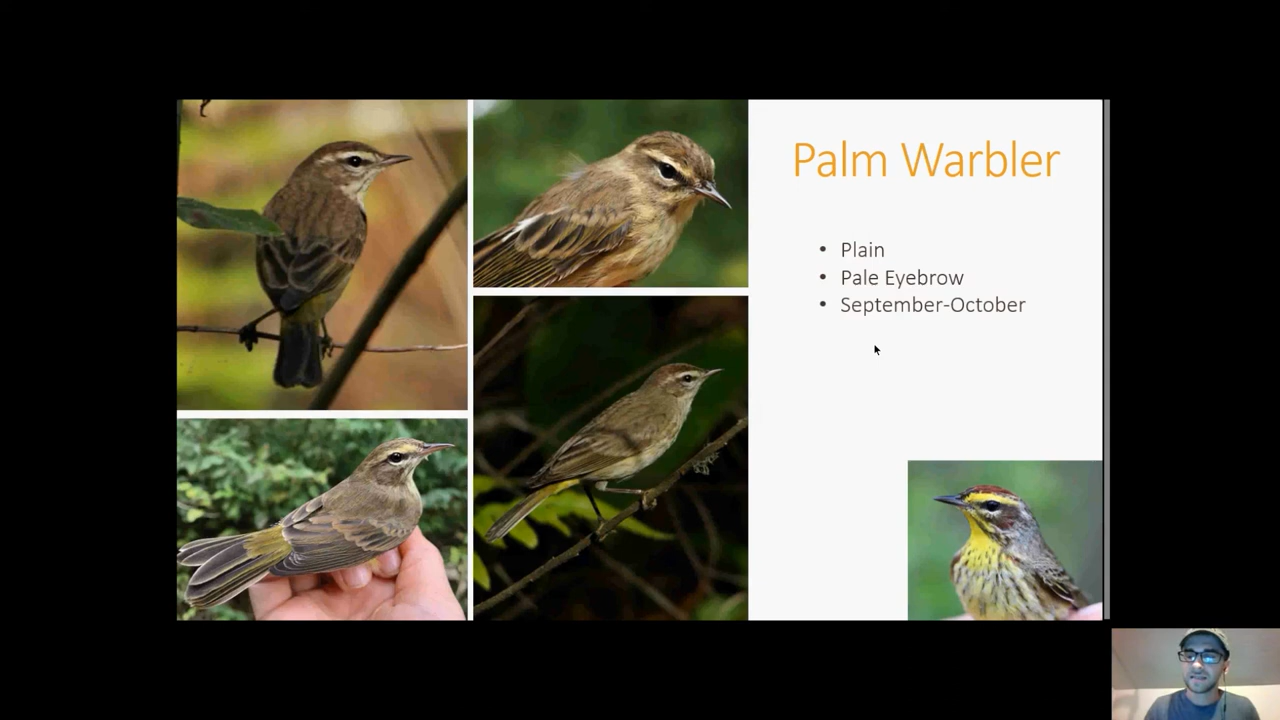 Palm Warbler
• Plain
• Pale Eyebrow
• September-October